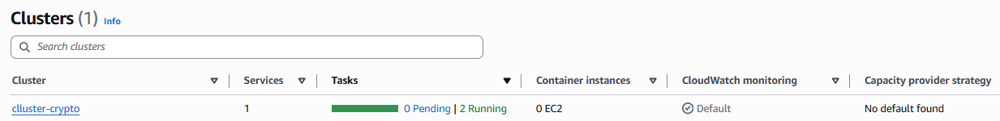 Clusters (1) Info
Search clusters
Cluster Services Tasks Container instances CloudWatch monitoring Capacity provider strategy
clluster-crypto 1 0 Pending | 2 Running 0 EC2 Default No default found